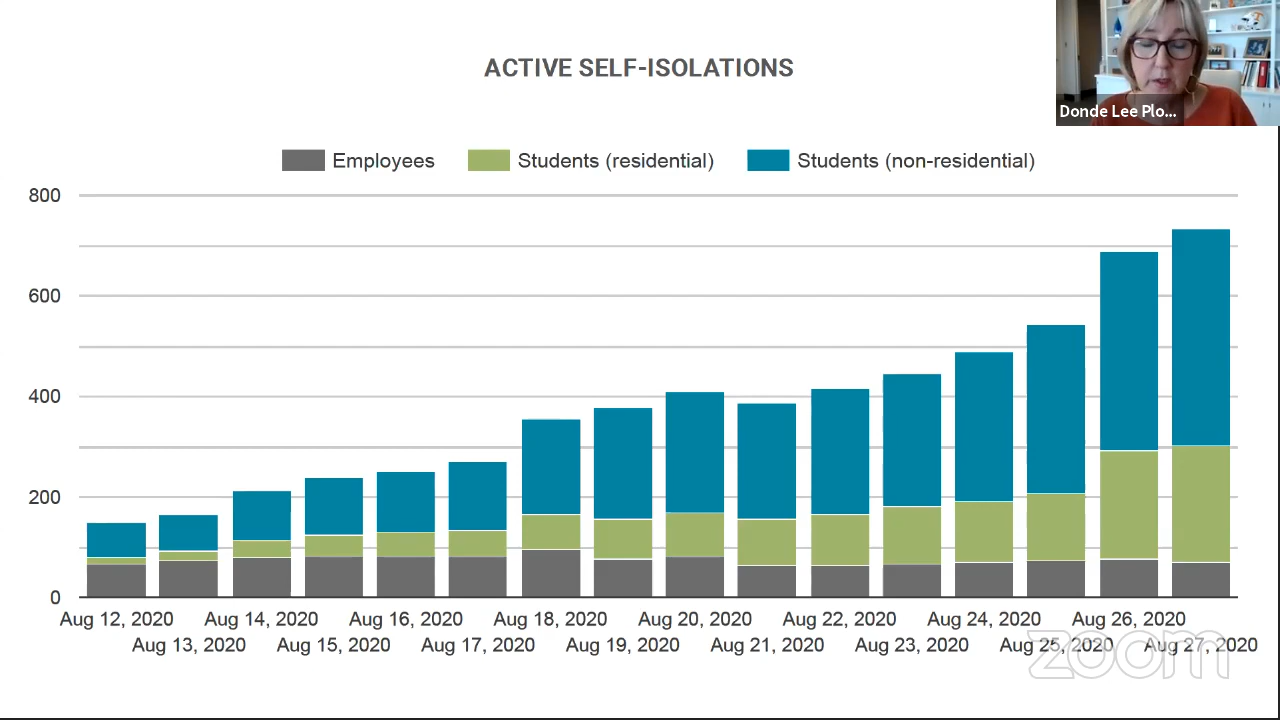 ACTIVE SELF-ISOLATIONS
Donde Lee Plo...
Employees Students (residential) Students (non-residential)
800
600
400
200
0
Aug 12, 2020 Aug 14, 2020 Aug 16, 2020 Aug 18, 2020 Aug 20, 2020 Aug 22, 2020 Aug 24, 2020 Aug 26, 2020
Aug 13, 2020 Aug 15, 2020 Aug 17, 2020 Aug 19, 2020 Aug 21, 2020 Aug 23, 2020 Aug 25, 2020 Aug 27, 2020
zoom